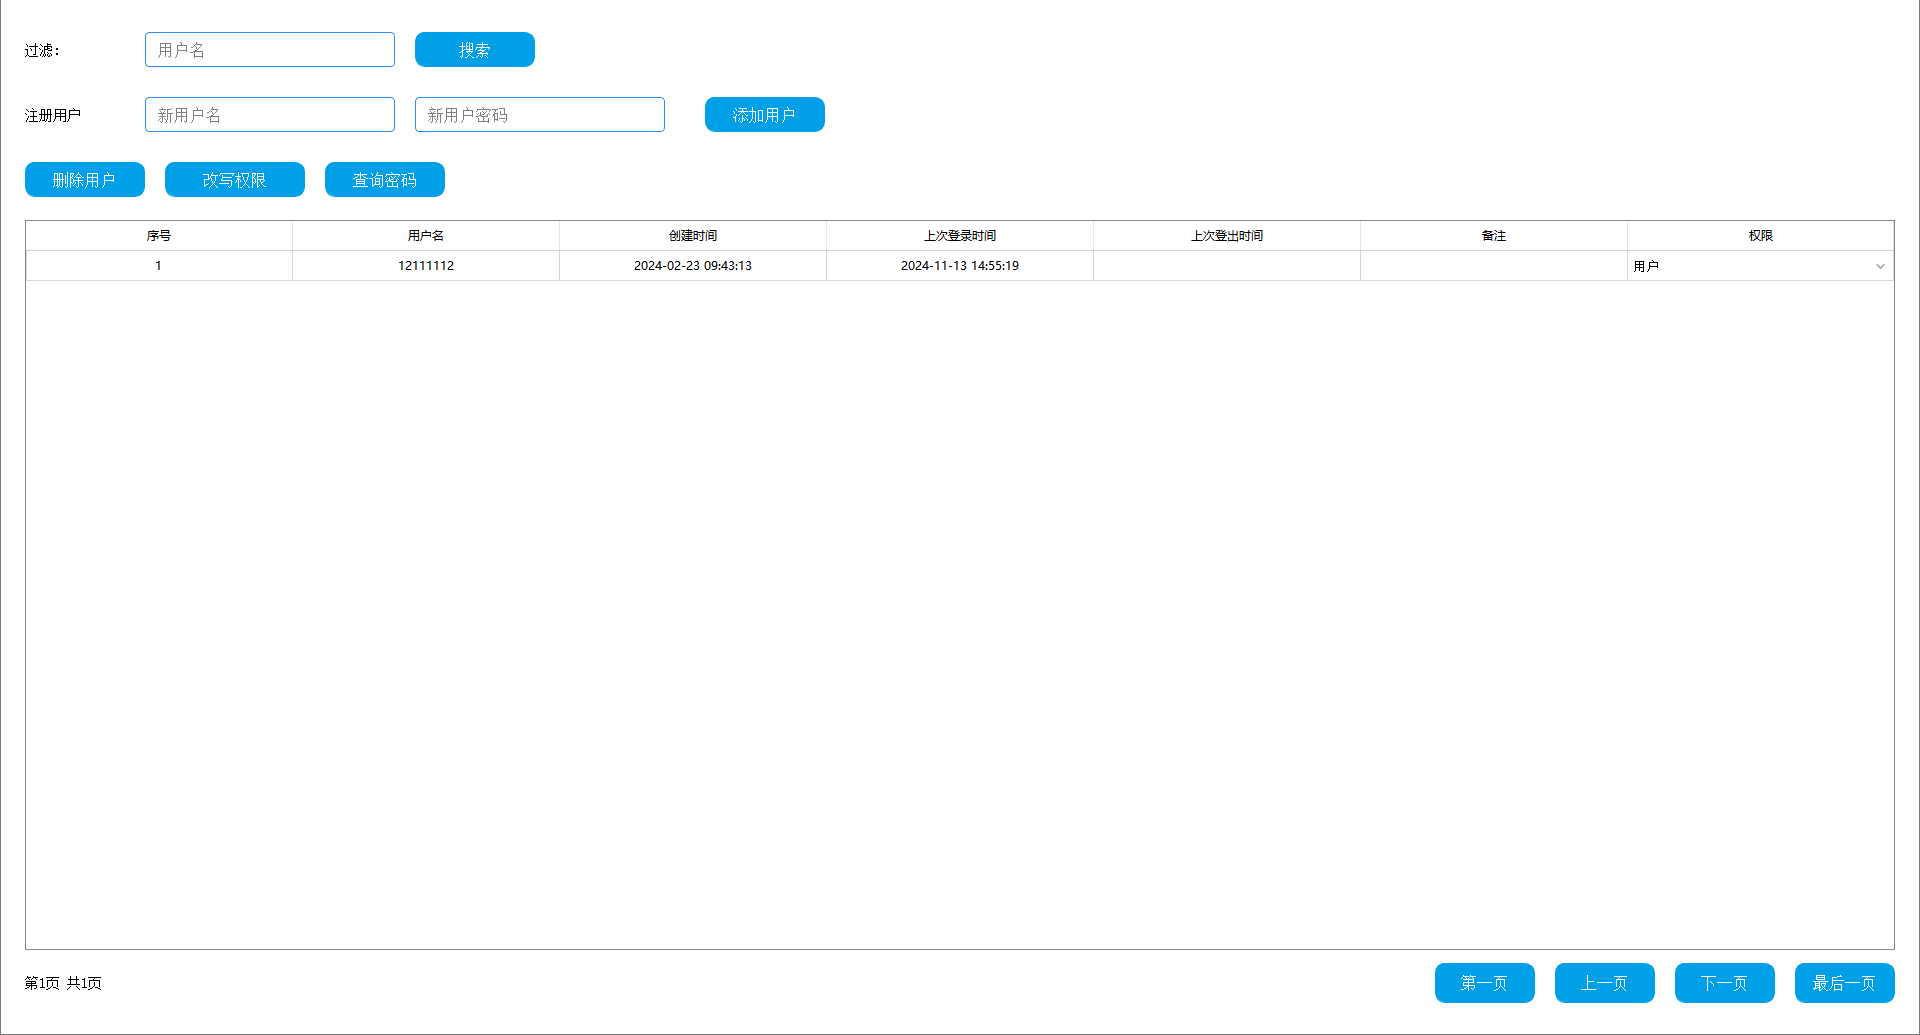 过滤: 用户名 搜索
注册用户 新用户名 新用户密码 添加用户
删除用户 改写权限 查询密码
序号 用户名 创建时间 上次登录时间 上次登出时间 备注 权限
1 12111112 2024-02-23 09:43:13 2024-11-13 14:55:19 用户
第1页 共1页 第一页 上一页 下一页 最后一页